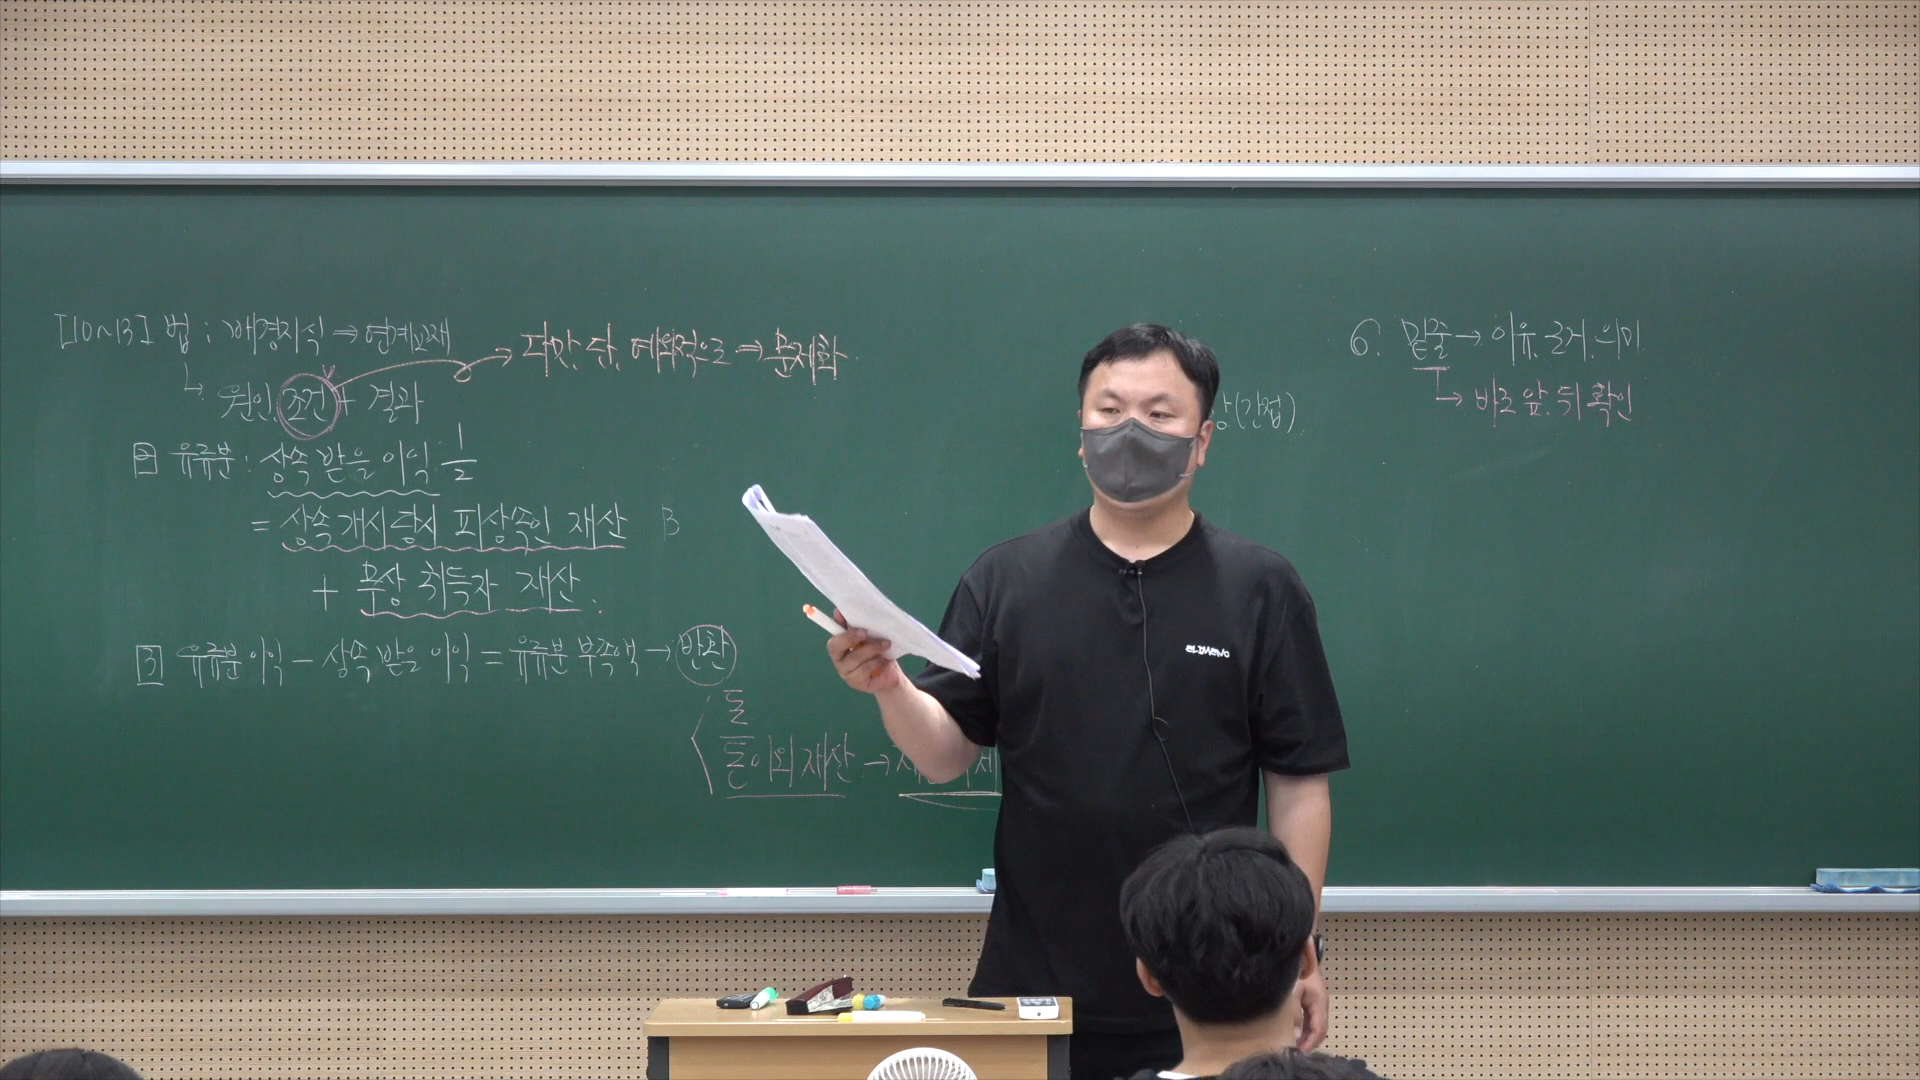 [10~13] 법 : 배경지식 → 연계교재
↳ 원인, 조건 + 결과
다만, 단, 예외적으로 → 문제화
② 유류분 : 상속 받을 이익 1/2
= 상속개시 당시 피상속인 재산 B
+ 무상 취득자 재산.
③ 유류분 이익 - 상속 받은 이익 = 유류분 부족액 → 반환
돈
돈 이외 재산 →
(간접)
6. 밑줄 → 이유, 근거, 의미
↳ 바로 앞, 뒤 확인